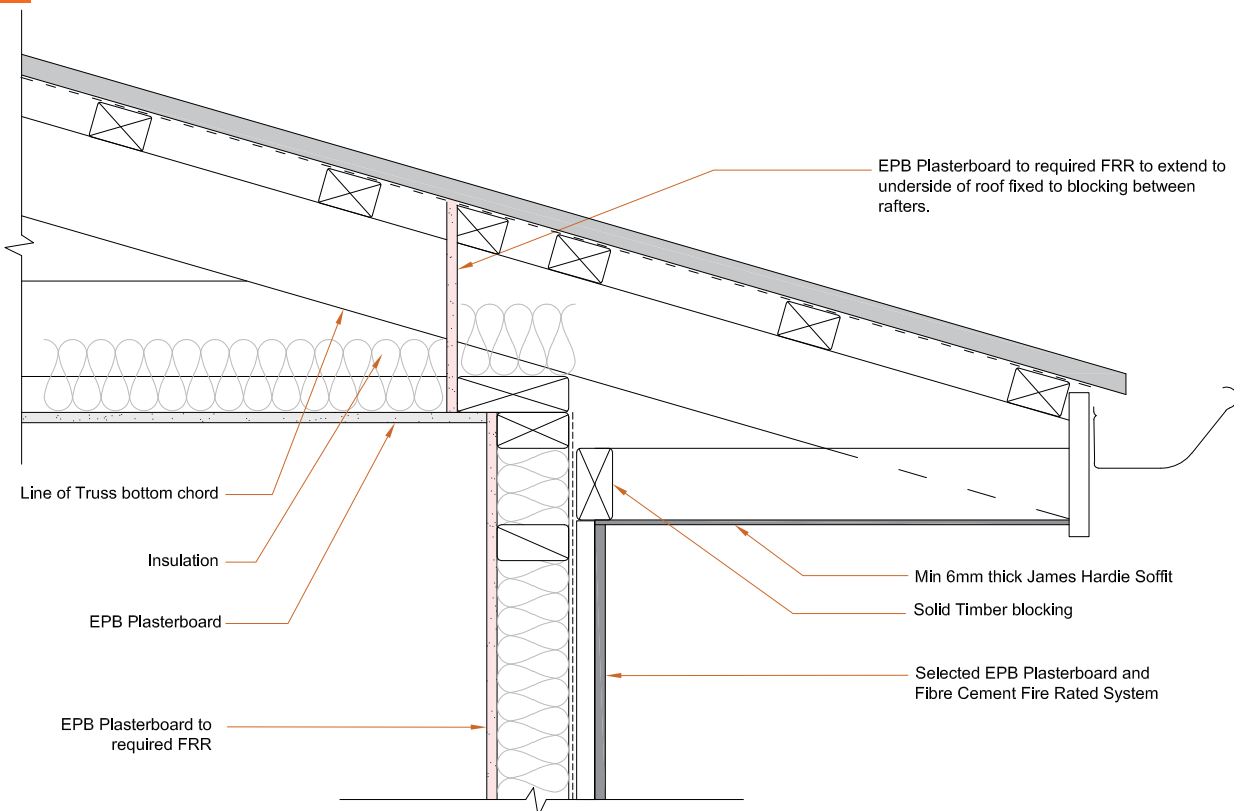 EPB Plasterboard to required FRR to extend to
underside of roof fixed to blocking between
rafters.
Line of Truss bottom chord
Insulation
EPB Plasterboard
EPB Plasterboard to
required FRR
Min 6mm thick James Hardie Soffit
Solid Timber blocking
Selected EPB Plasterboard and
Fibre Cement Fire Rated System